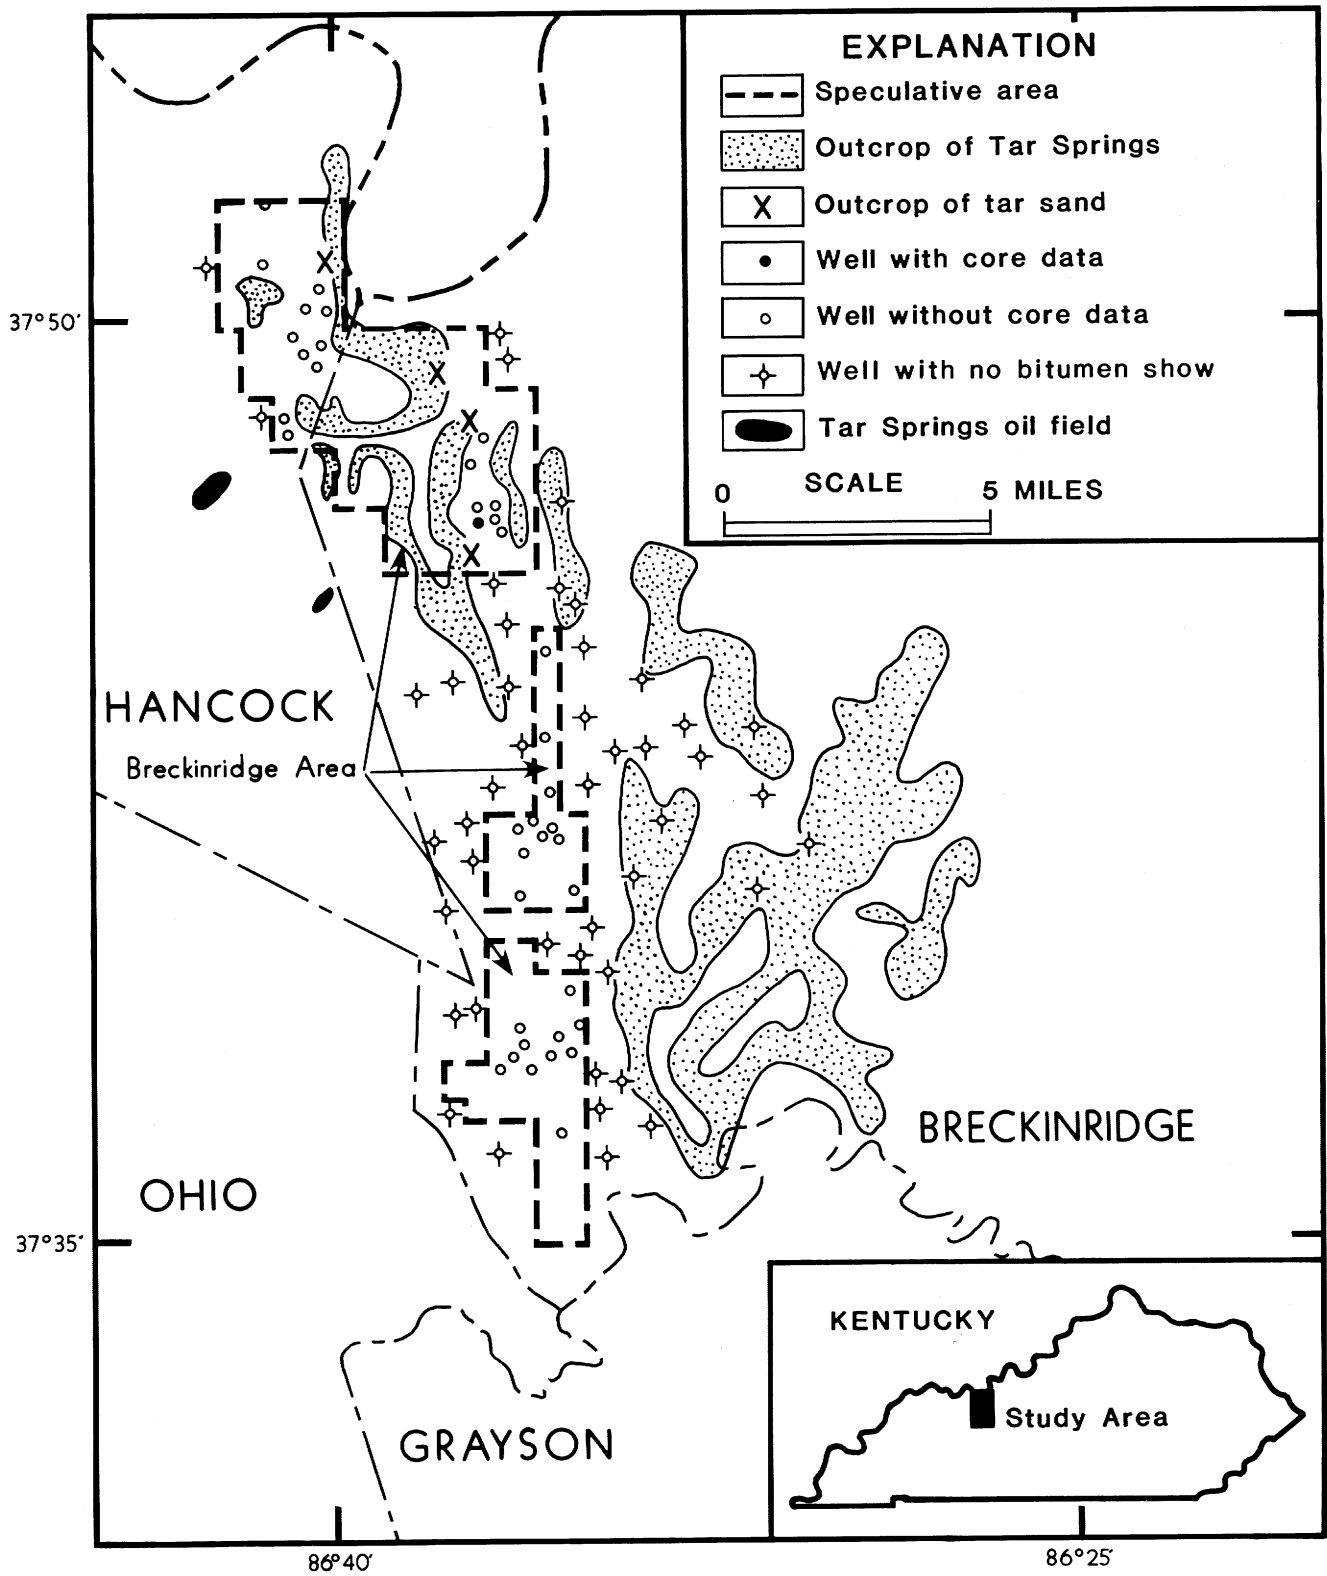 EXPLANATION
Speculative area
Outcrop of Tar Springs
X Outcrop of tar sand
Well with core data
Well without core data
Well with no bitumen show
Tar Springs oil field
SCALE
0 5 MILES
X
37°50′
X
X
X
HANCOCK
Breckinridge Area
BRECKINRIDGE
OHIO
37°35′
KENTUCKY
Study Area
GRAYSON
86°40′
86°25′